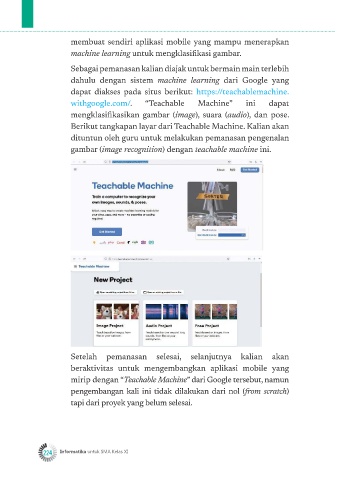 membuat sendiri aplikasi mobile yang mampu menerapkan
machine learning untuk mengklasifikasi gambar.
Sebagai pemanasan kalian diajak untuk bermain main terlebih
dahulu dengan sistem machine learning dari Google yang
dapat diakses pada situs berikut: https://teachablemachine.
withgoogle.com/. “Teachable Machine” ini dapat
mengklasifikasikan gambar (image), suara (audio), dan pose.
Berikut tangkapan layar dari Teachable Machine. Kalian akan
dituntun oleh guru untuk melakukan pemanasan pengenalan
gambar (image recognition) dengan teachable machine ini.
Teachable Machine
Train a computer to recognize your
own images, sounds, & poses.
Get Started
Teachable Machine
New Project
Image Project
Audio Project
Pose Project
Setelah pemanasan selesai, selanjutnya kalian akan
beraktivitas untuk mengembangkan aplikasi mobile yang
mirip dengan “Teachable Machine” dari Google tersebut, namun
pengembangan kali ini tidak dilakukan dari nol (from scratch)
tapi dari proyek yang belum selesai.
224 Informatika untuk SMA Kelas XI